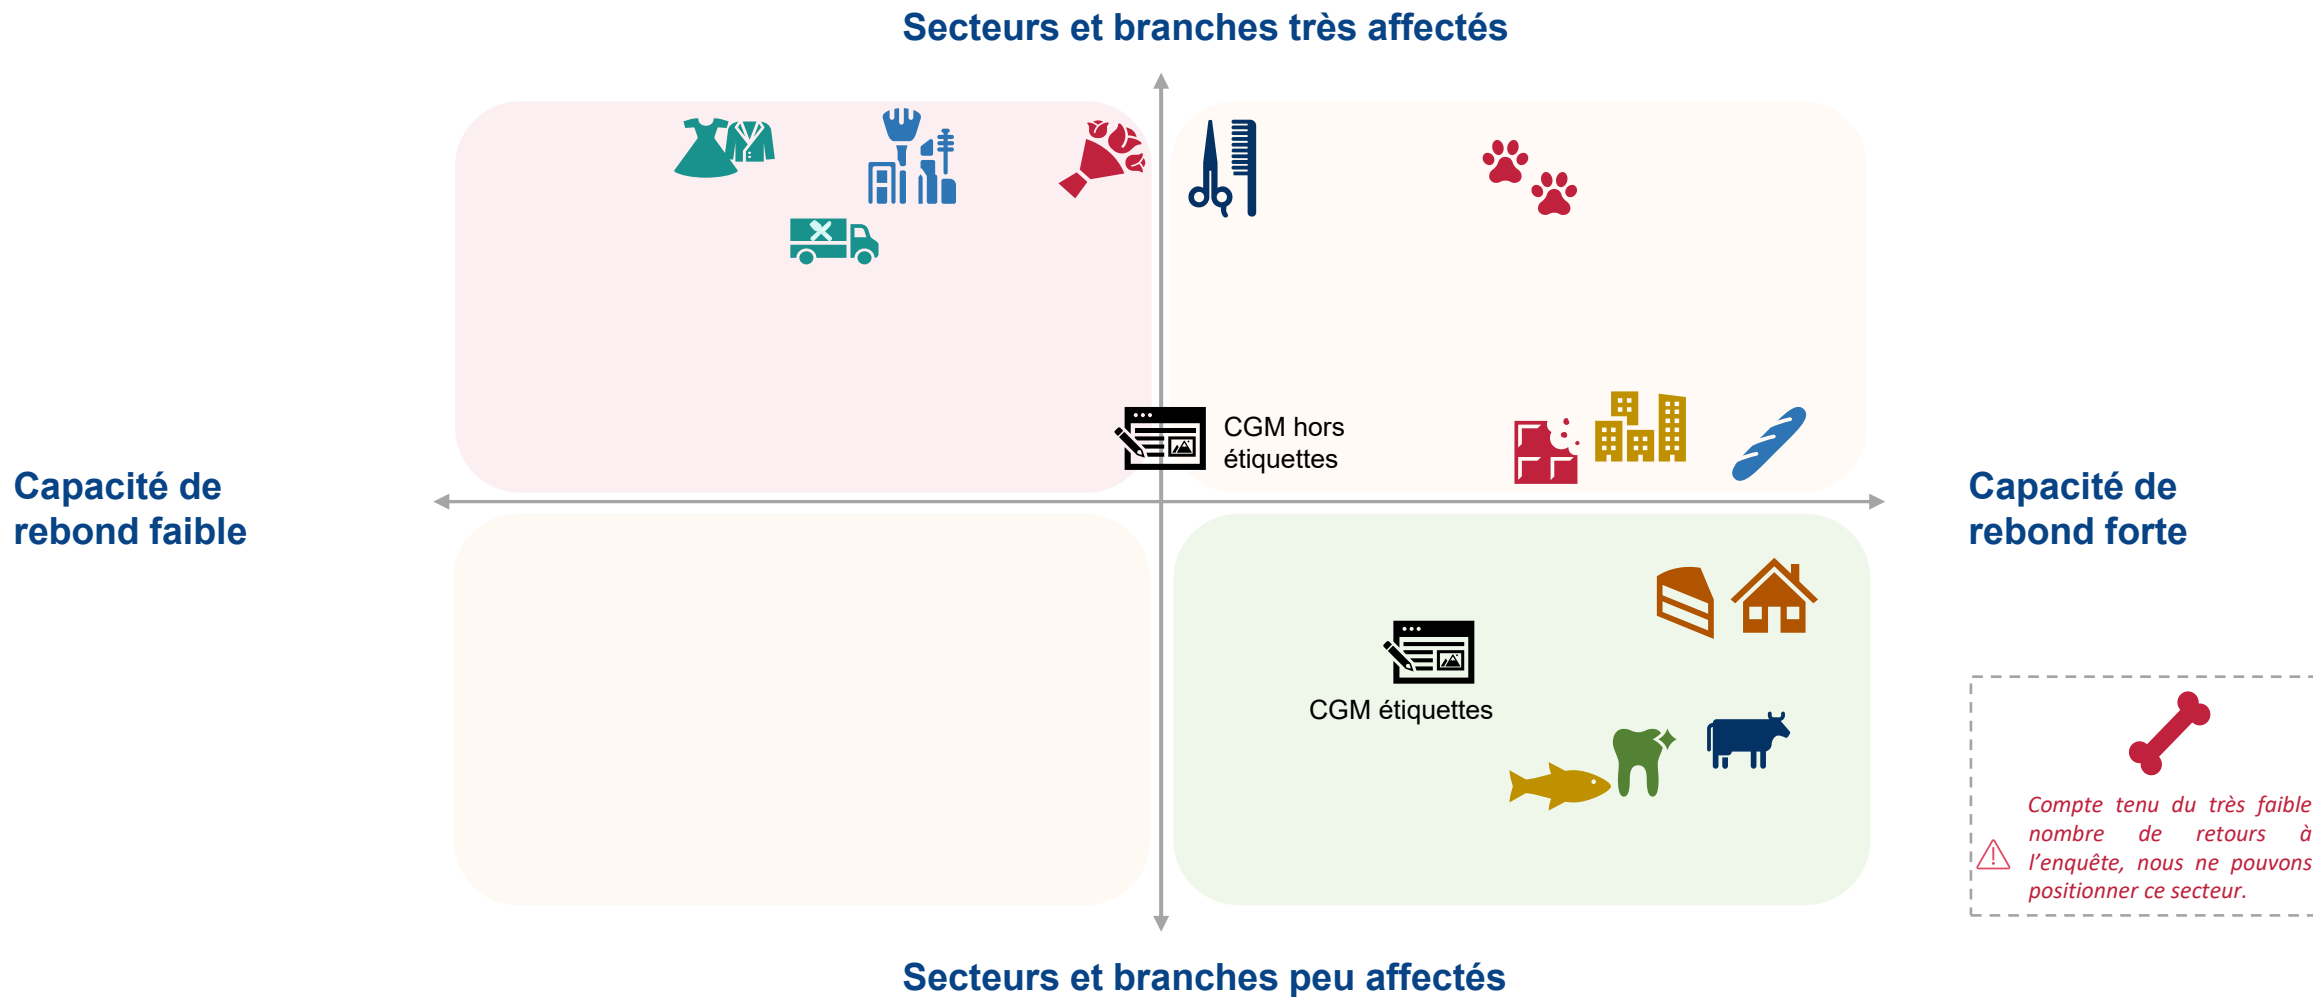 Secteurs et branches très affectés
CGM hors
étiquettes
Capacité de
rebond faible
Capacité de
rebond forte
CGM étiquettes
Compte tenu du très faible
nombre de retours à
l’enquête, nous ne pouvons
positionner ce secteur.
Secteurs et branches peu affectés